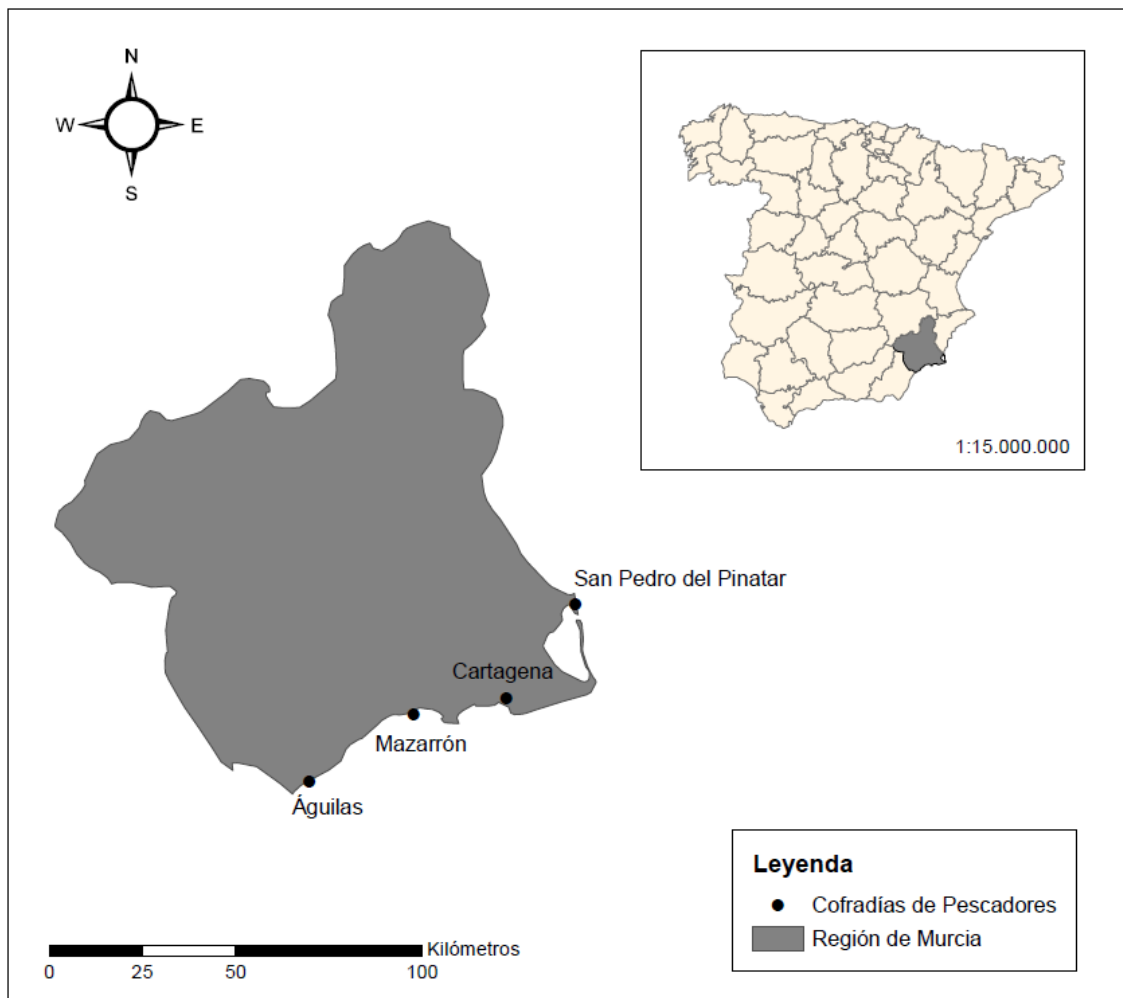 N
W E
S
1:15.000.000
San Pedro del Pinatar
Cartagena
Mazarrón
Águilas
Leyenda
Cofradías de Pescadores
Región de Murcia
Kilómetros
0 25 50 100